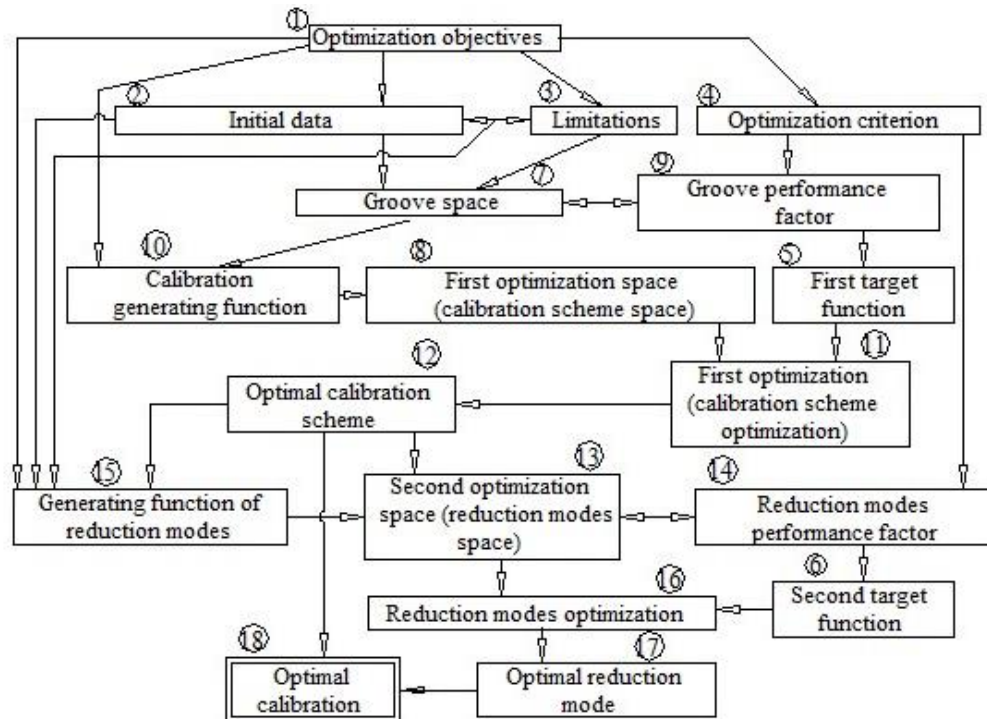 ①
Optimization objectives
②
Initial data
③
Limitations
④
Optimization criterion
⑦
Groove space
⑨
Groove performance
factor
⑩
Calibration
generating function
⑧
First optimization space
(calibration scheme space)
⑤
First target
function
⑫
Optimal calibration
scheme
⑪
First optimization
(calibration scheme
optimization)
⑮
Generating function of
reduction modes
⑬
Second optimization
space (reduction modes
space)
⑭
Reduction modes
performance factor
⑯
Reduction modes optimization
⑥
Second target
function
⑱
Optimal
calibration
⑰
Optimal reduction
mode